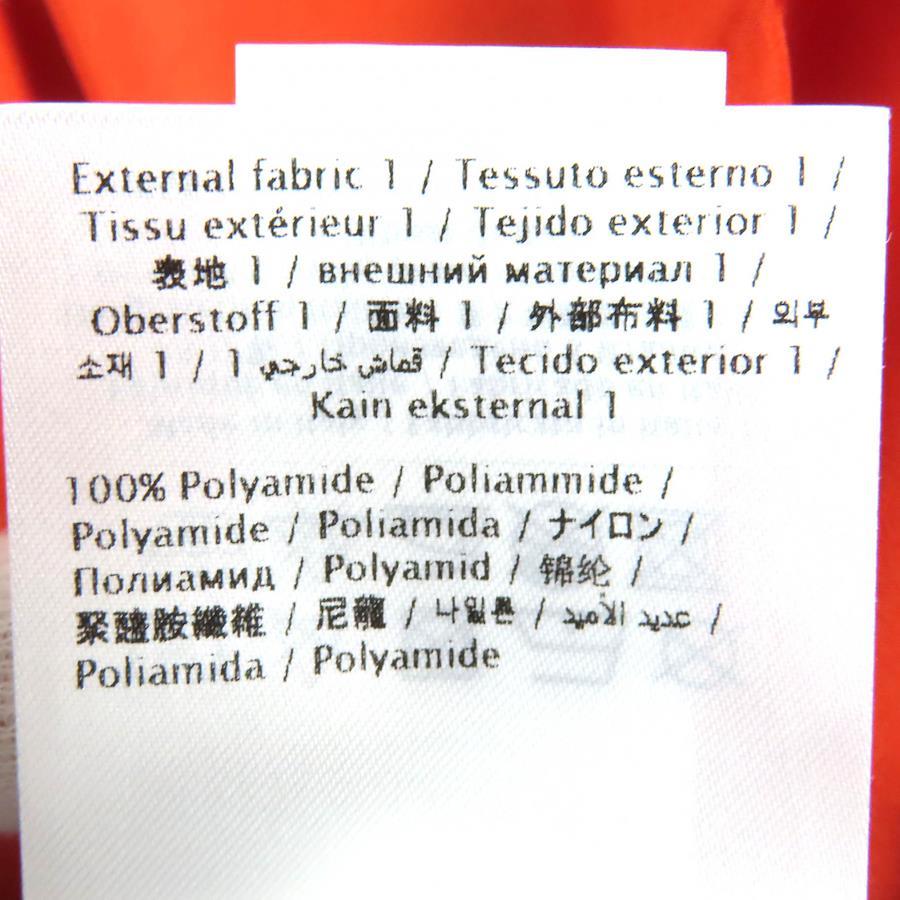 External fabric 1 / Tessuto esterno 1 /
Tissu extérieur 1 / Tejido exterior 1 /
表地 1 / внешний материал 1 /
Oberstoff 1 / 面料 1 / 外部布料 1 / 외부
소재 1 / 1 قماش خارجي / Tecido exterior 1 /
Kain eksternal 1
100% Polyamide / Poliammide /
Polyamide / Poliamida / ナイロン /
Полиамид / Polyamid / 锦纶 /
聚醯胺纖維 / 尼龍 / 나일론 / عديد الأميد /
Poliamida / Polyamide